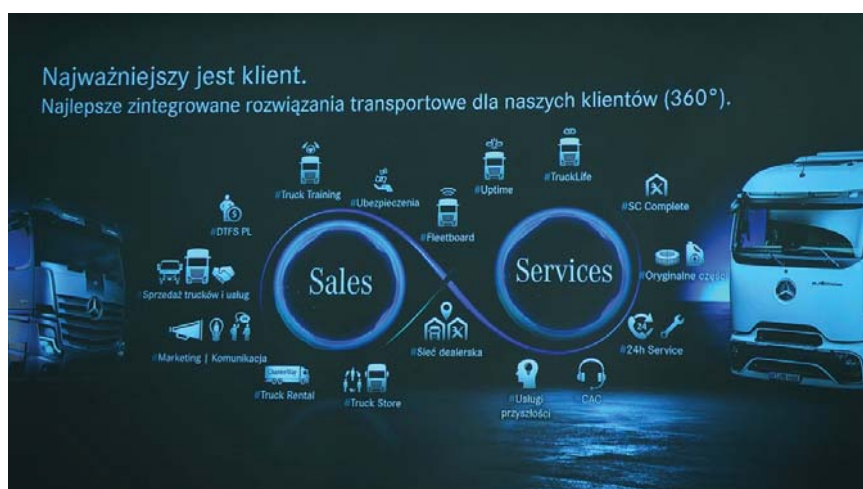 Najważniejszy jest klient.
Najlepsze zintegrowane rozwiązania transportowe dla naszych klientów (360°).
#Truck Training
#Ubezpieczenia
#Fleetboard
#Uptime
#TruckLife
#SC Complete
#DTFS PL
#Sprzedaż trucków i usług
Sales
Services
#Oryginalne części
#Marketing | Komunikacja
#Sieć dealerska
24
#24h Service
CharterWay
#Truck Rental
#Truck Store
#Usługi
przyszłości
#CAC